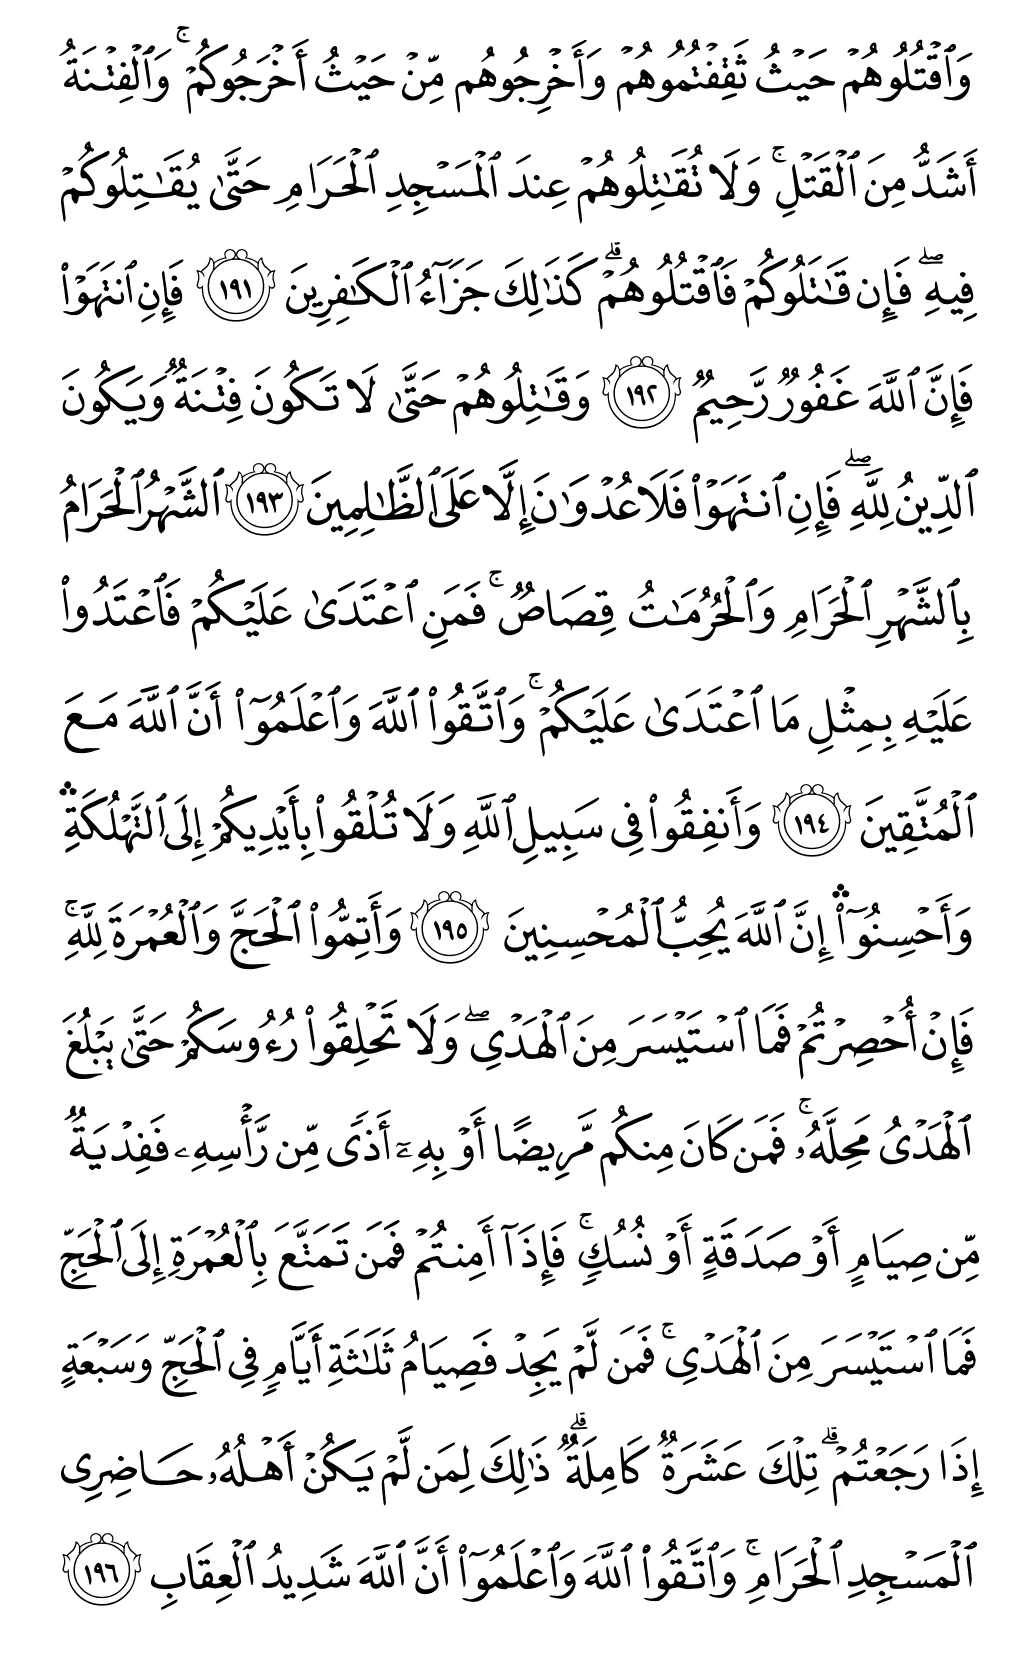 وَٱقْتُلُوهُمْ حَيْثُ ثَقِفْتُمُوهُمْ وَأَخْرِجُوهُم مِّنْ حَيْثُ أَخْرَجُوكُمْ ۚ وَٱلْفِتْنَةُ
أَشَدُّ مِنَ ٱلْقَتْلِ ۚ وَلَا تُقَـٰتِلُوهُمْ عِندَ ٱلْمَسْجِدِ ٱلْحَرَامِ حَتَّىٰ يُقَـٰتِلُوكُمْ
فِيهِ ۖ فَإِن قَـٰتَلُوكُمْ فَٱقْتُلُوهُمْ ۗ كَذَٰلِكَ جَزَآءُ ٱلْكَـٰفِرِينَ ١٩١ فَإِنِ ٱنتَهَوْا۟
فَإِنَّ ٱللَّهَ غَفُورٌ رَّحِيمٌ ١٩٢ وَقَـٰتِلُوهُمْ حَتَّىٰ لَا تَكُونَ فِتْنَةٌ وَيَكُونَ
ٱلدِّينُ لِلَّهِ ۖ فَإِنِ ٱنتَهَوْا۟ فَلَا عُدْوَٰنَ إِلَّا عَلَى ٱلظَّـٰلِمِينَ ١٩٣ ٱلشَّهْرُ ٱلْحَرَامُ
بِٱلشَّهْرِ ٱلْحَرَامِ وَٱلْحُرُمَـٰتُ قِصَاصٌ ۚ فَمَنِ ٱعْتَدَىٰ عَلَيْكُمْ فَٱعْتَدُوا۟
عَلَيْهِ بِمِثْلِ مَا ٱعْتَدَىٰ عَلَيْكُمْ ۚ وَٱتَّقُوا۟ ٱللَّهَ وَٱعْلَمُوٓا۟ أَنَّ ٱللَّهَ مَعَ
ٱلْمُتَّقِينَ ١٩٤ وَأَنفِقُوا۟ فِى سَبِيلِ ٱللَّهِ وَلَا تُلْقُوا۟ بِأَيْدِيكُمْ إِلَى ٱلتَّهْلُكَةِ ۛ
وَأَحْسِنُوٓا۟ ۛ إِنَّ ٱللَّهَ يُحِبُّ ٱلْمُحْسِنِينَ ١٩٥ وَأَتِمُّوا۟ ٱلْحَجَّ وَٱلْعُمْرَةَ لِلَّهِ ۚ
فَإِنْ أُحْصِرْتُمْ فَمَا ٱسْتَيْسَرَ مِنَ ٱلْهَدْىِ ۖ وَلَا تَحْلِقُوا۟ رُءُوسَكُمْ حَتَّىٰ يَبْلُغَ
ٱلْهَدْىُ مَحِلَّهُۥ ۚ فَمَن كَانَ مِنكُم مَّرِيضًا أَوْ بِهِۦٓ أَذًى مِّن رَّأْسِهِۦ فَفِدْيَةٌ
مِّن صِيَامٍ أَوْ صَدَقَةٍ أَوْ نُسُكٍ ۚ فَإِذَآ أَمِنتُمْ فَمَن تَمَتَّعَ بِٱلْعُمْرَةِ إِلَى ٱلْحَجِّ
فَمَا ٱسْتَيْسَرَ مِنَ ٱلْهَدْىِ ۚ فَمَن لَّمْ يَجِدْ فَصِيَامُ ثَلَـٰثَةِ أَيَّامٍ فِى ٱلْحَجِّ وَسَبْعَةٍ
إِذَا رَجَعْتُمْ ۗ تِلْكَ عَشَرَةٌ كَامِلَةٌ ۗ ذَٰلِكَ لِمَن لَّمْ يَكُنْ أَهْلُهُۥ حَاضِرِى
ٱلْمَسْجِدِ ٱلْحَرَامِ ۚ وَٱتَّقُوا۟ ٱللَّهَ وَٱعْلَمُوٓا۟ أَنَّ ٱللَّهَ شَدِيدُ ٱلْعِقَابِ ١٩٦